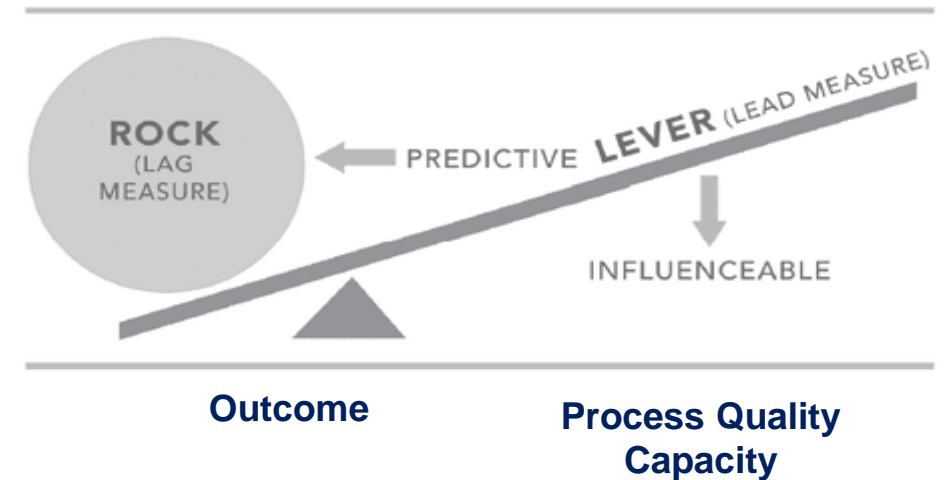 ROCK
(LAG
MEASURE)
PREDICTIVE
LEVER (LEAD MEASURE)
INFLUENCEABLE
Outcome
Process Quality
Capacity